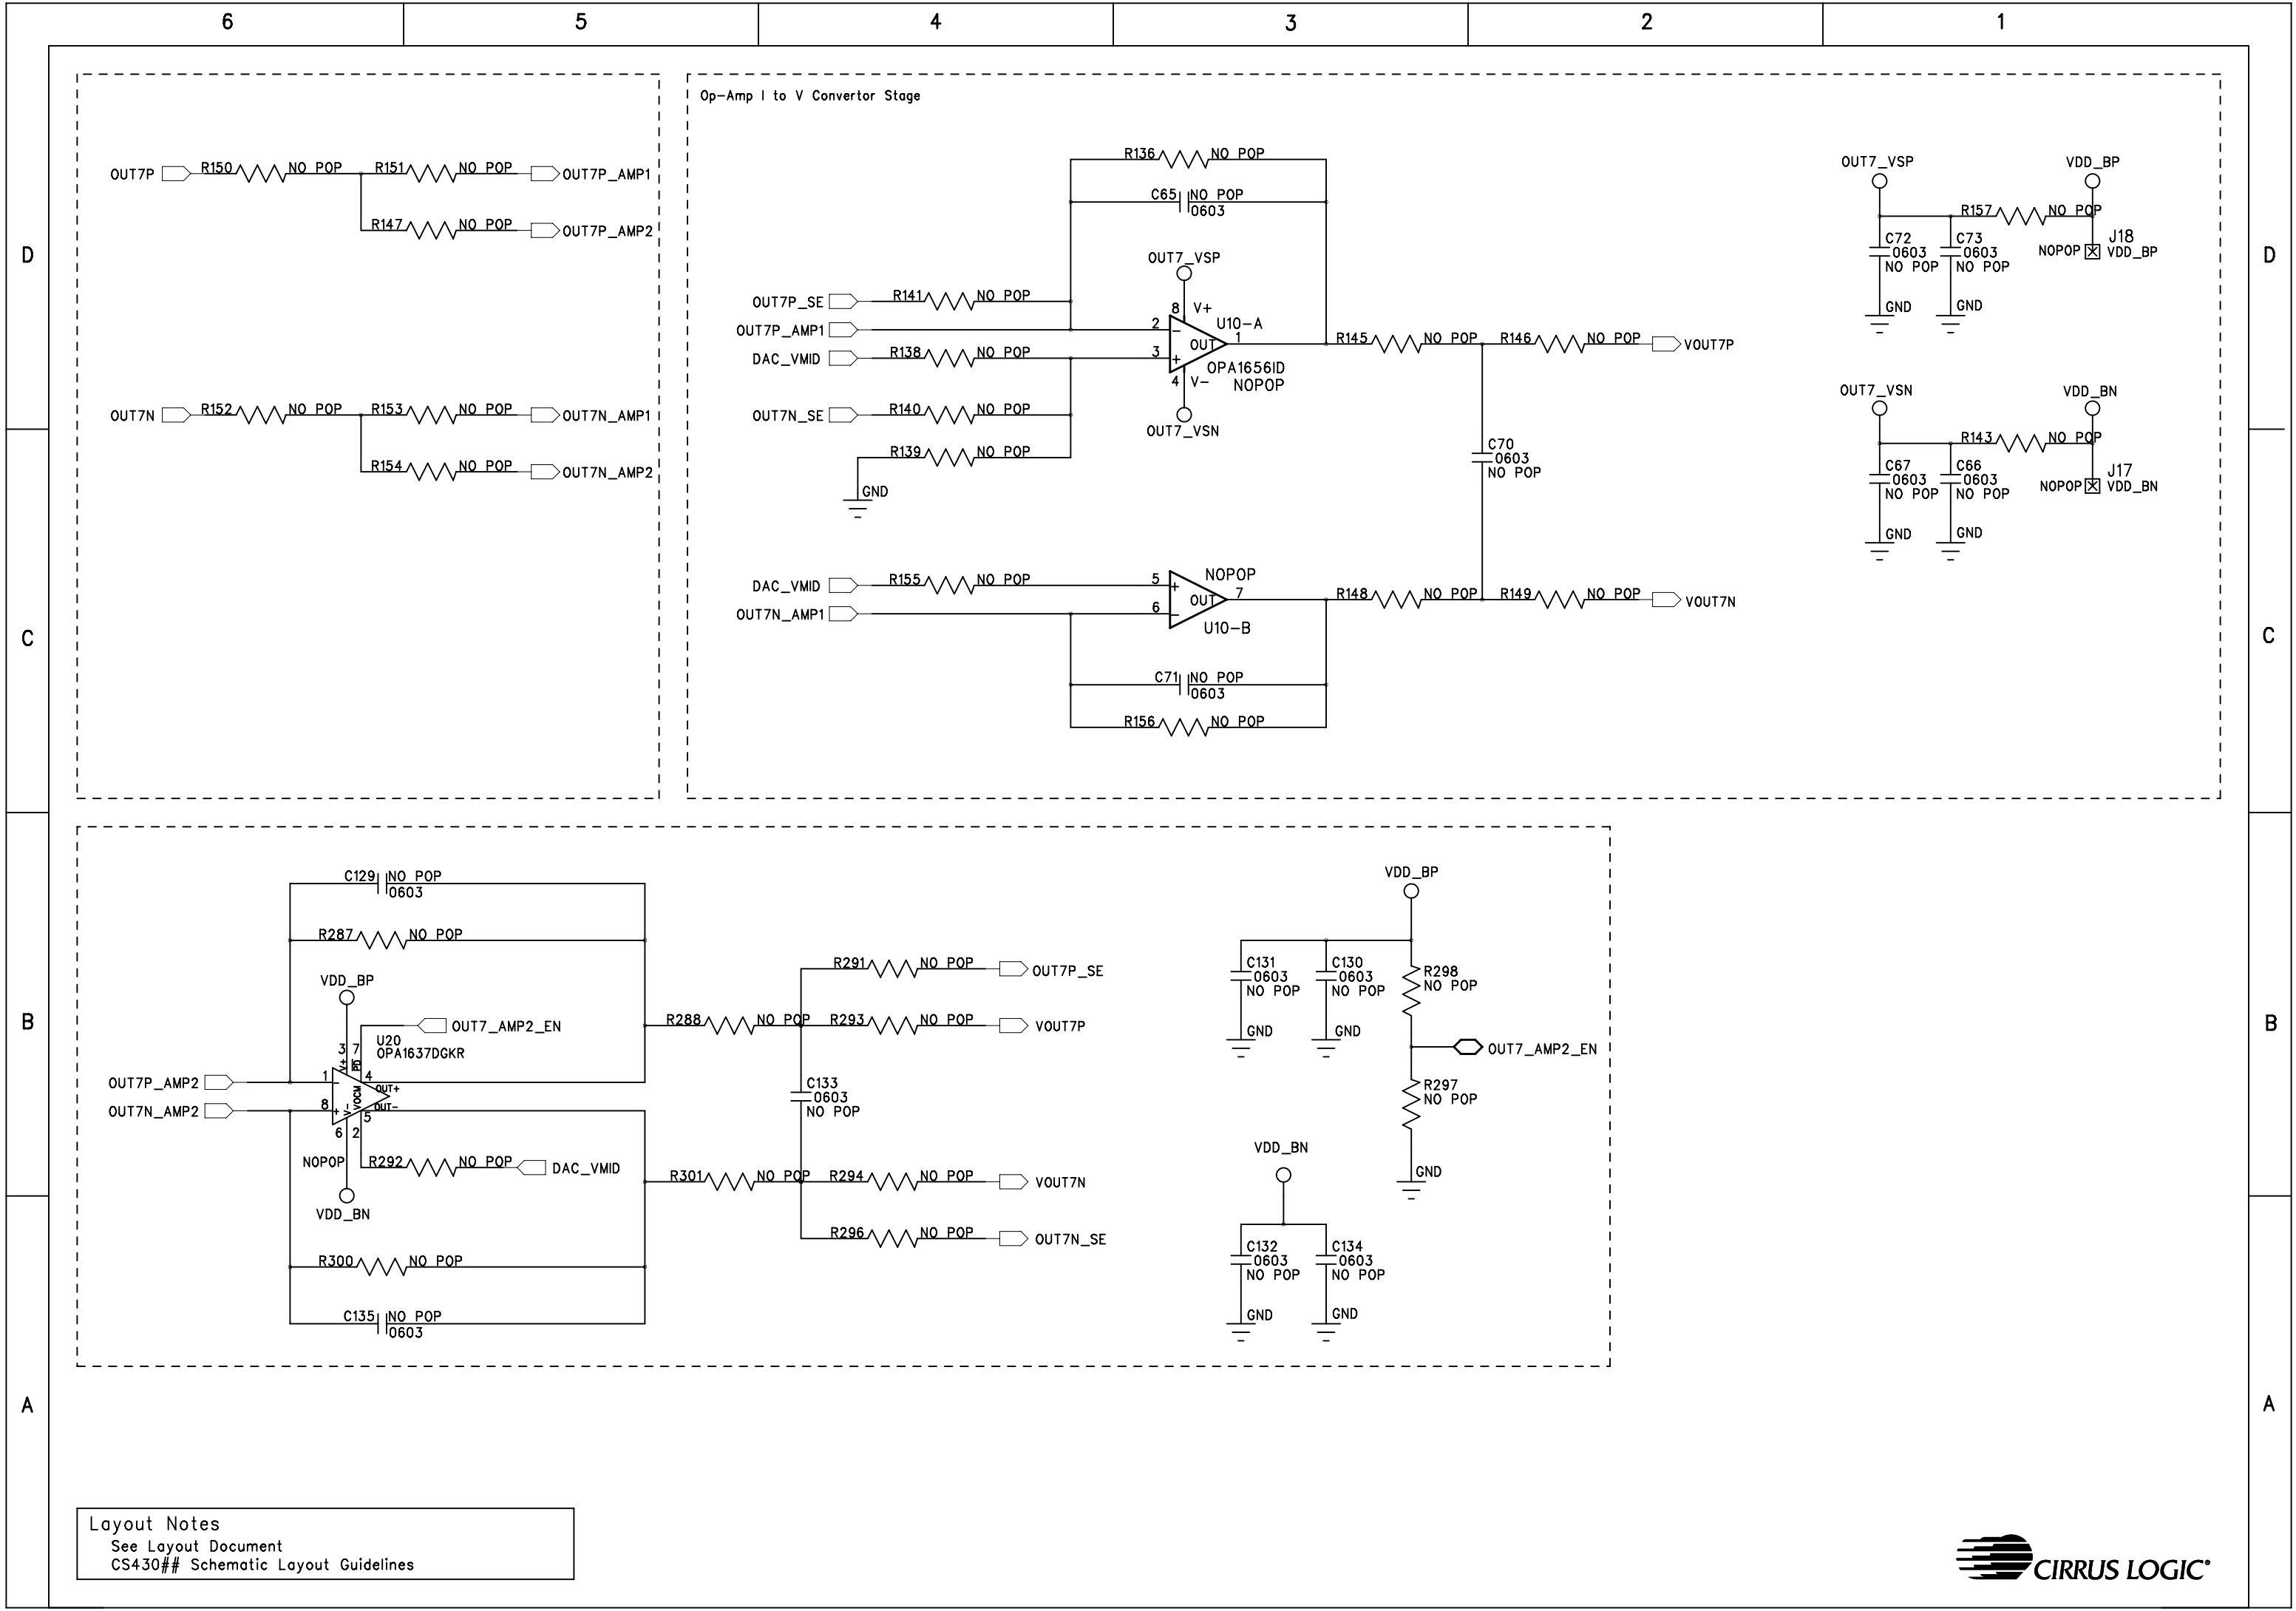 6 5 4 3 2 1
D
D
C
C
B
B
A
A
R150 NO POP
R151 NO POP
OUT7P
OUT7P_AMP1
R147 NO POP
OUT7P_AMP2
R152 NO POP
R153 NO POP
OUT7N
OUT7N_AMP1
R154 NO POP
OUT7N_AMP2
Op-Amp I to V Convertor Stage
R136 NO POP
C65 NO POP
0603
OUT7_VSP
8 V+
U10-A
OUT7P_SE
R141 NO POP
OUT7P_AMP1
2
-
OUT
1
DAC_VMID
R138 NO POP
3
+
OPA1656ID
NOPOP
4 V-
OUT7N_SE
R140 NO POP
OUT7_VSN
R139 NO POP
GND
R145 NO POP
R146 NO POP
VOUT7P
C70
0603
NO POP
DAC_VMID
R155 NO POP
5
+
NOPOP
OUT
7
OUT7N_AMP1
6
-
U10-B
R148 NO POP
R149 NO POP
VOUT7N
C71 NO POP
0603
R156 NO POP
OUT7_VSP
VDD_BP
R157 NO POP
C72
0603
NO POP
C73
0603
NO POP
J18
NOPOP VDD_BP
GND
GND
OUT7_VSN
VDD_BN
R143 NO POP
C67
0603
NO POP
C66
0603
NO POP
J17
NOPOP VDD_BN
GND
GND
C129 NO POP
0603
R287 NO POP
VDD_BP
OUT7_AMP2_EN
U20
OPA1637DGKR
3 7
V+ PD
OUT7P_AMP2
1
-
4
OUT+
VOCM
OUT7N_AMP2
8
+
V-
OUT-
5
6 2
NOPOP
R292 NO POP
DAC_VMID
VDD_BN
R300 NO POP
C135 NO POP
0603
R291 NO POP
OUT7P_SE
R288 NO POP
R293 NO POP
VOUT7P
C133
0603
NO POP
R301 NO POP
R294 NO POP
VOUT7N
R296 NO POP
OUT7N_SE
VDD_BP
C131
0603
NO POP
C130
0603
NO POP
R298
NO POP
GND
GND
OUT7_AMP2_EN
R297
NO POP
GND
VDD_BN
C132
0603
NO POP
C134
0603
NO POP
GND
GND
Layout Notes
See Layout Document
CS430## Schematic Layout Guidelines
CIRRUS LOGIC®